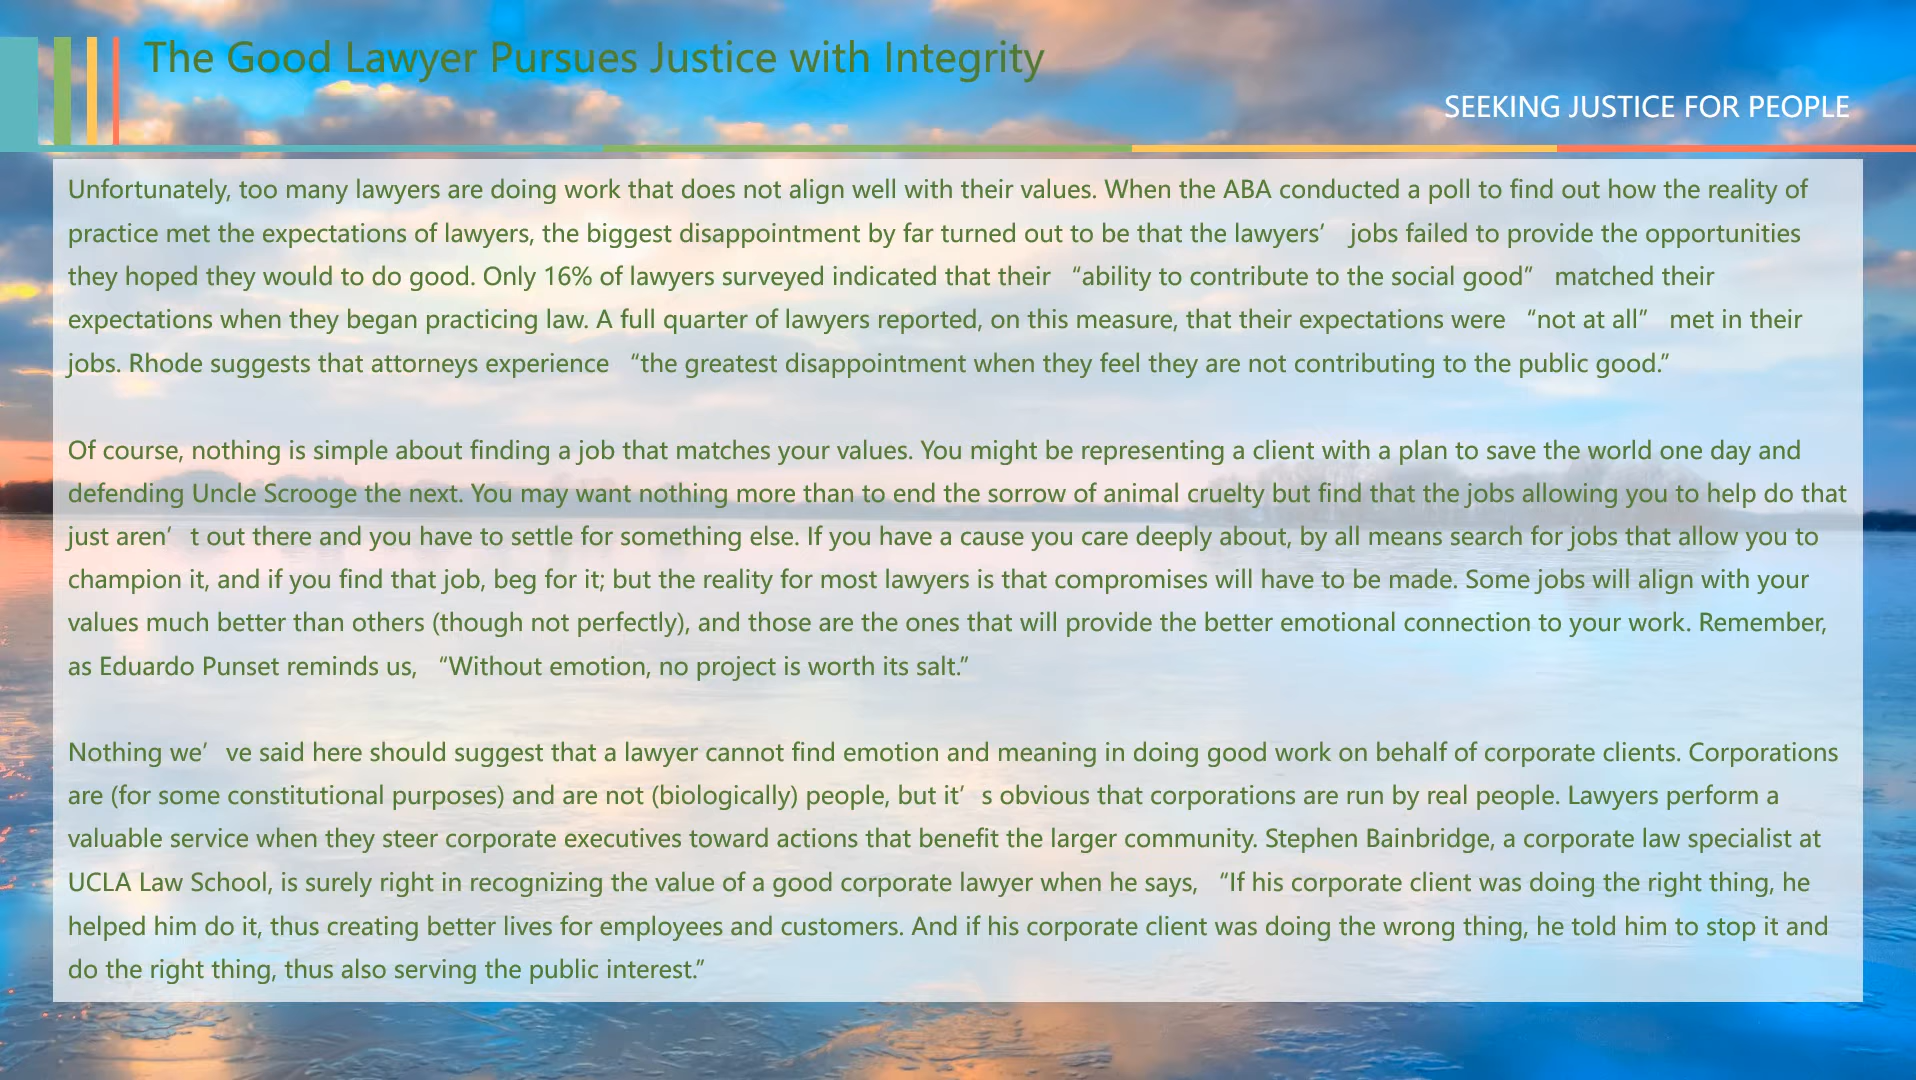 The Good Lawyer Pursues Justice with Integrity
SEEKING JUSTICE FOR PEOPLE
Unfortunately, too many lawyers are doing work that does not align well with their values. When the ABA conducted a poll to find out how the reality of
practice met the expectations of lawyers, the biggest disappointment by far turned out to be that the lawyers’ jobs failed to provide the opportunities
they hoped they would to do good. Only 16% of lawyers surveyed indicated that their “ability to contribute to the social good” matched their
expectations when they began practicing law. A full quarter of lawyers reported, on this measure, that their expectations were “not at all” met in their
jobs. Rhode suggests that attorneys experience “the greatest disappointment when they feel they are not contributing to the public good.”
Of course, nothing is simple about finding a job that matches your values. You might be representing a client with a plan to save the world one day and
defending Uncle Scrooge the next. You may want nothing more than to end the sorrow of animal cruelty but find that the jobs allowing you to help do that
just aren’t out there and you have to settle for something else. If you have a cause you care deeply about, by all means search for jobs that allow you to
champion it, and if you find that job, beg for it; but the reality for most lawyers is that compromises will have to be made. Some jobs will align with your
values much better than others (though not perfectly), and those are the ones that will provide the better emotional connection to your work. Remember,
as Eduardo Punset reminds us, “Without emotion, no project is worth its salt.”
Nothing we’ve said here should suggest that a lawyer cannot find emotion and meaning in doing good work on behalf of corporate clients. Corporations
are (for some constitutional purposes) and are not (biologically) people, but it’s obvious that corporations are run by real people. Lawyers perform a
valuable service when they steer corporate executives toward actions that benefit the larger community. Stephen Bainbridge, a corporate law specialist at
UCLA Law School, is surely right in recognizing the value of a good corporate lawyer when he says, “If his corporate client was doing the right thing, he
helped him do it, thus creating better lives for employees and customers. And if his corporate client was doing the wrong thing, he told him to stop it and
do the right thing, thus also serving the public interest.”